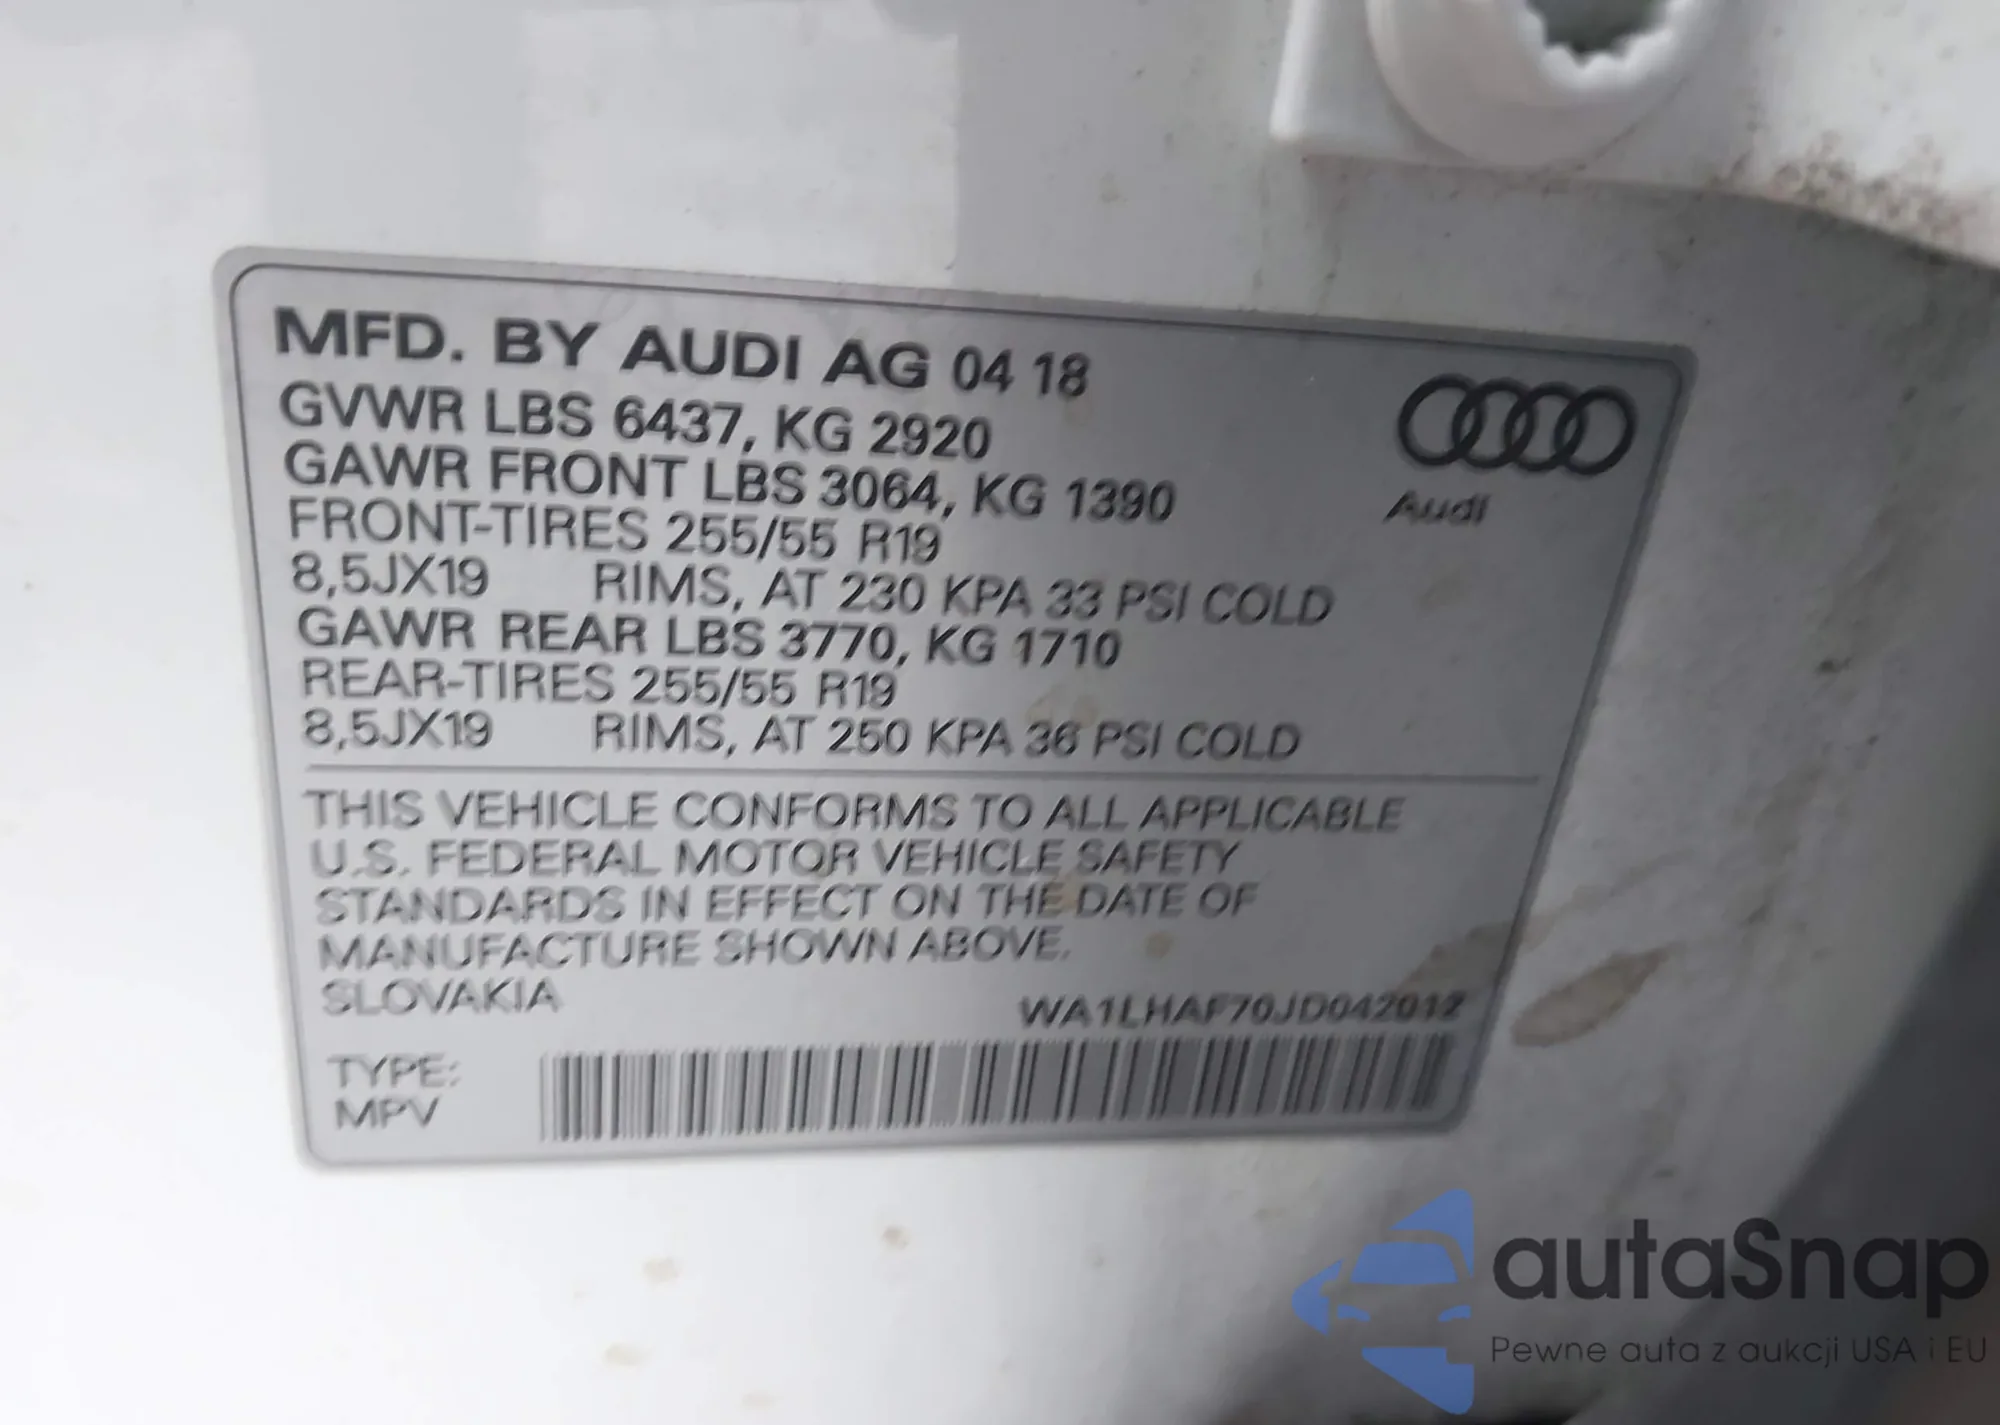 MFD. BY AUDI AG 04 18
GVWR LBS 6437, KG 2920
GAWR FRONT LBS 3064, KG 1390
FRONT-TIRES 255/55 R19
8,5JX19 RIMS, AT 230 KPA 33 PSI COLD
GAWR REAR LBS 3770, KG 1710
REAR-TIRES 255/55 R19
8,5JX19 RIMS, AT 250 KPA 36 PSI COLD
Audi
THIS VEHICLE CONFORMS TO ALL APPLICABLE
U.S. FEDERAL MOTOR VEHICLE SAFETY
STANDARDS IN EFFECT ON THE DATE OF
MANUFACTURE SHOWN ABOVE.
SLOVAKIA
WA1LHAF70JD042012
TYPE:
MPV
autaSnap
Pewne auta z aukcji USA i EU